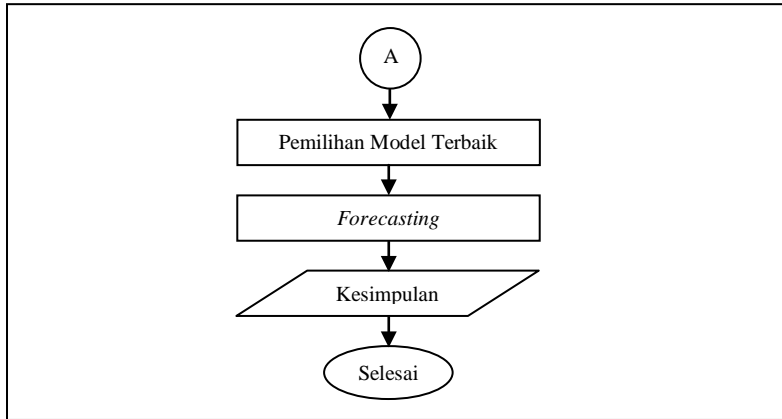 A
Pemilihan Model Terbaik
Forecasting
Kesimpulan
Selesai